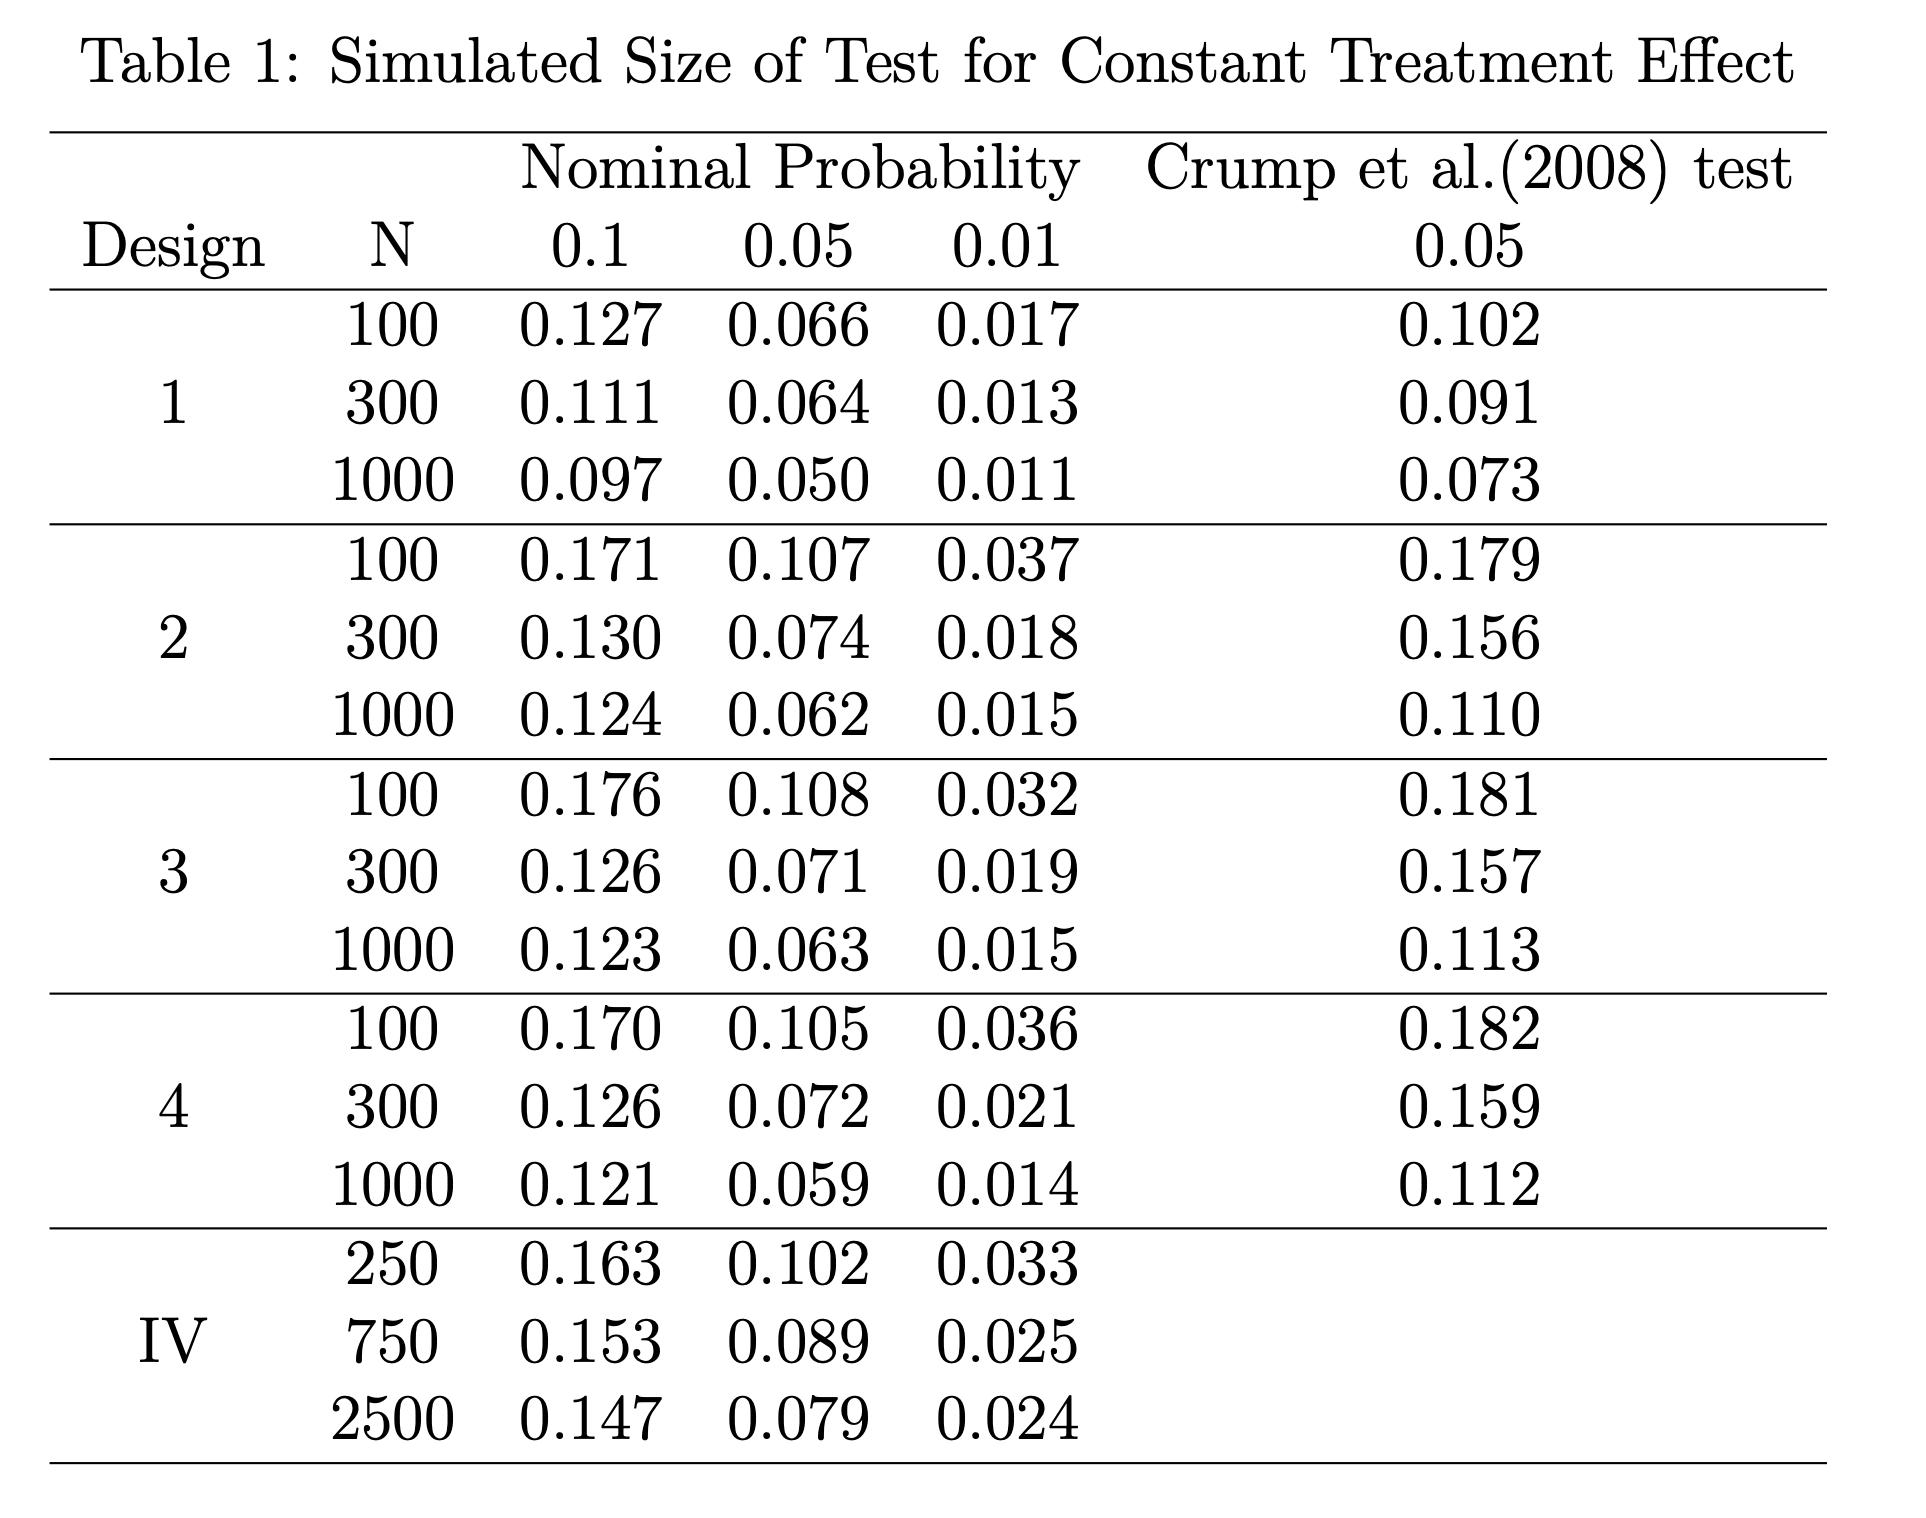 Table 1: Simulated Size of Test for Constant Treatment Effect
Nominal Probability Crump et al.(2008) test
Design N 0.1 0.05 0.01 0.05
100 0.127 0.066 0.017 0.102
1 300 0.111 0.064 0.013 0.091
1000 0.097 0.050 0.011 0.073
100 0.171 0.107 0.037 0.179
2 300 0.130 0.074 0.018 0.156
1000 0.124 0.062 0.015 0.110
100 0.176 0.108 0.032 0.181
3 300 0.126 0.071 0.019 0.157
1000 0.123 0.063 0.015 0.113
100 0.170 0.105 0.036 0.182
4 300 0.126 0.072 0.021 0.159
1000 0.121 0.059 0.014 0.112
250 0.163 0.102 0.033
IV 750 0.153 0.089 0.025
2500 0.147 0.079 0.024